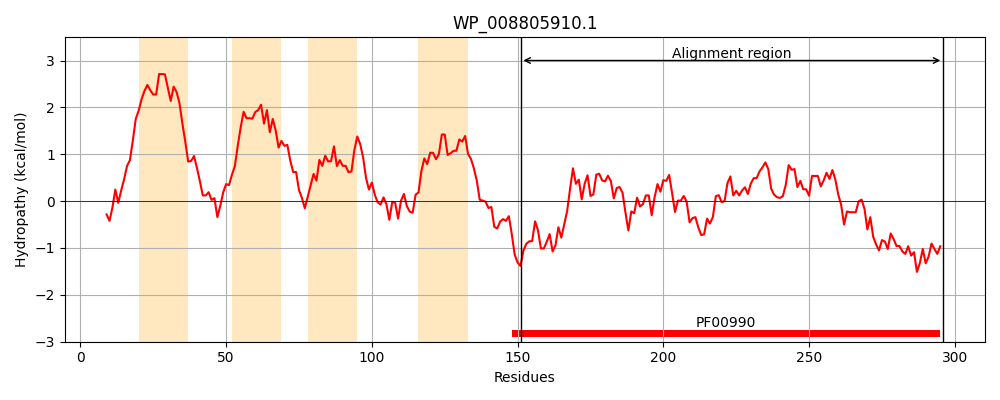 WP_008805910.1
Hydropathy (kcal/mol)
3
2
1
0
−1
−2
−3
Alignment region
PF00990
0
50
100
150
200
250
300
Residues